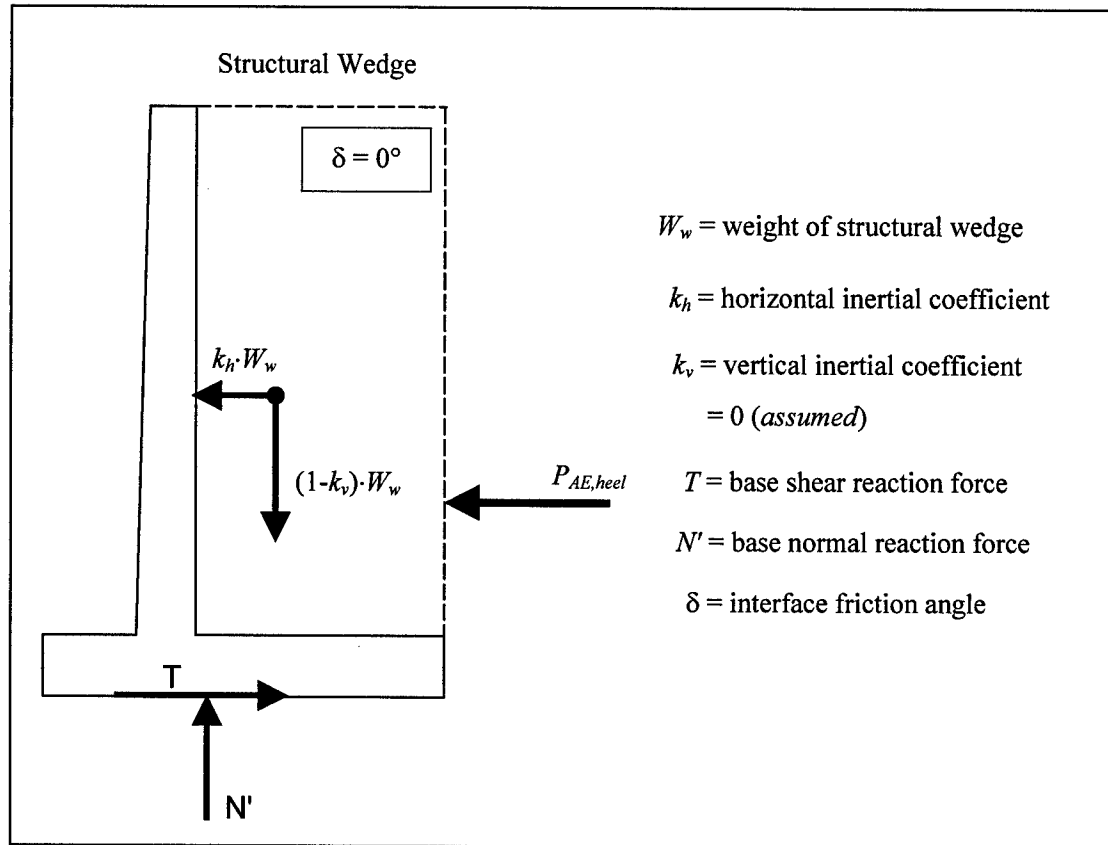 Structural Wedge
δ = 0°
k_h·W_w
(1-k_v)·W_w
P_AE,heel
T
N'
W_w = weight of structural wedge
k_h = horizontal inertial coefficient
k_v = vertical inertial coefficient
= 0 (assumed)
T = base shear reaction force
N' = base normal reaction force
δ = interface friction angle